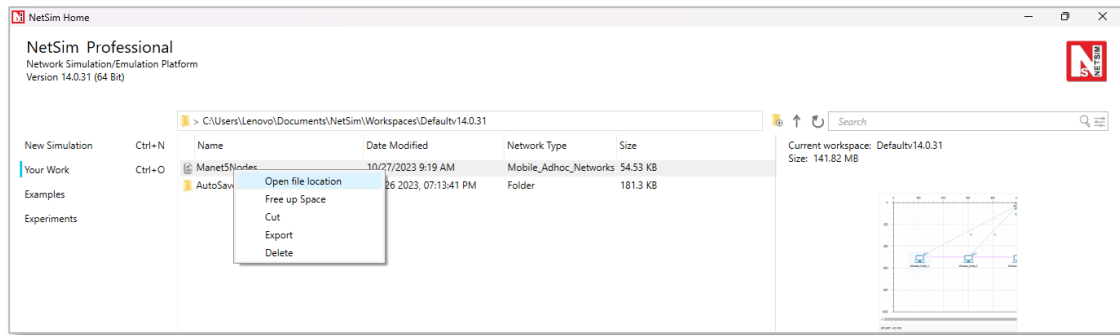 NetSim Home
NetSim Professional
Network Simulation/Emulation Platform
Version 14.0.31 (64 Bit)
NETSIM
> C:\Users\Lenovo\Documents\NetSim\Workspaces\Defaultv14.0.31
Search
New Simulation Ctrl+N
Your Work Ctrl+O
Examples
Experiments
Name Date Modified Network Type Size
Manet5Nodes 10/27/2023 9:19 AM Mobile_Adhoc_Networks 54.53 KB
AutoSav 26 2023, 07:13:41 PM Folder 181.3 KB
Open file location
Free up Space
Cut
Export
Delete
Current workspace: Defaultv14.0.31
Size: 141.82 MB